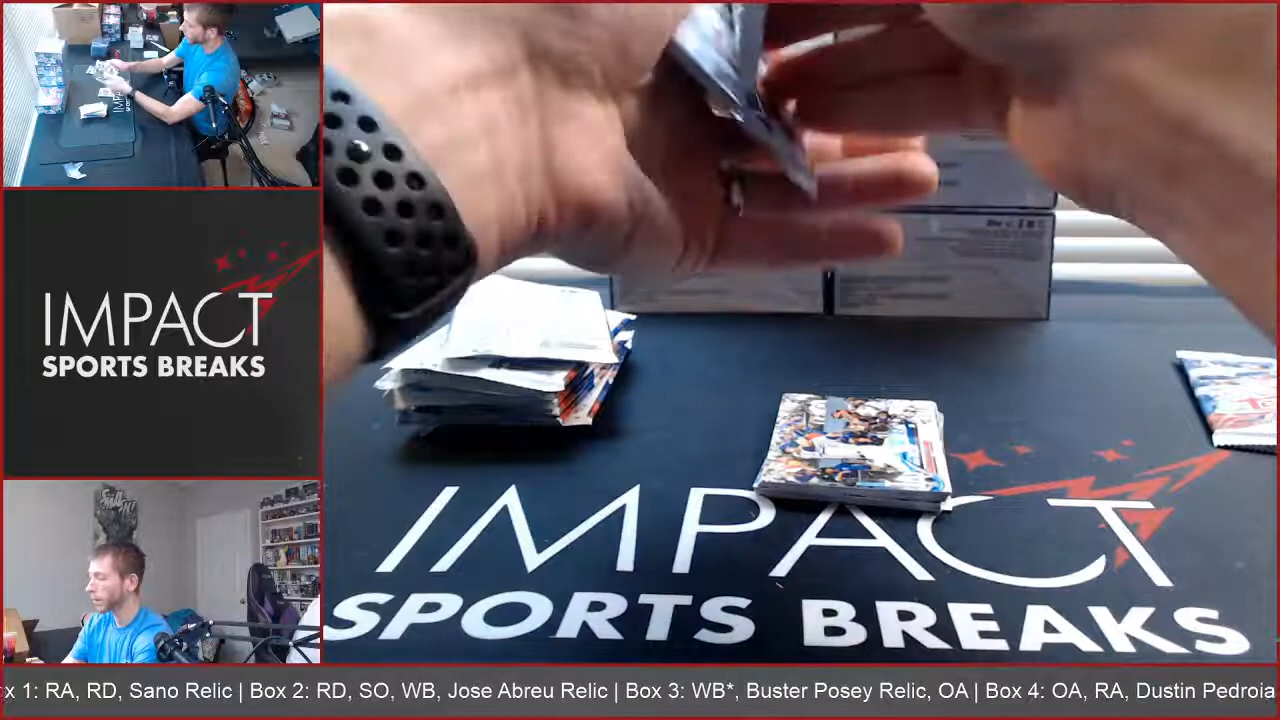 IMPACT
SPORTS BREAKS
IMPACT
SPORTS BREAKS
x 1: RA, RD, Sano Relic | Box 2: RD, SO, WB, Jose Abreu Relic | Box 3: WB*, Buster Posey Relic, OA | Box 4: OA, RA, Dustin Pedroia